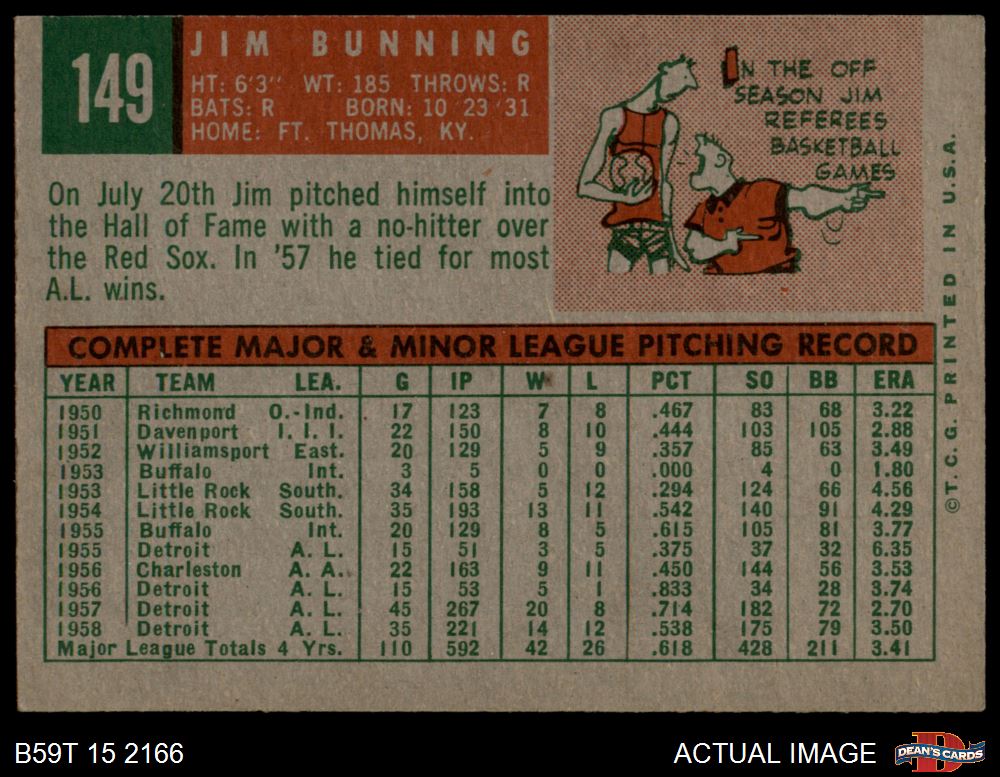 149
JIM BUNNING
HT: 6'3" WT: 185 THROWS: R
BATS: R BORN: 10 23 '31
HOME: FT. THOMAS, KY.
On July 20th Jim pitched himself into
the Hall of Fame with a no-hitter over
the Red Sox. In '57 he tied for most
A.L. wins.
IN THE OFF
SEASON JIM
REFEREES
BASKETBALL
GAMES
COMPLETE MAJOR & MINOR LEAGUE PITCHING RECORD
YEAR TEAM LEA. G IP W L PCT SO BB ERA
1950 Richmond O.-Ind. 17 123 7 8 .467 83 68 3.22
1951 Davenport I. I. I. 22 150 8 10 .444 103 105 2.88
1952 Williamsport East. 20 129 5 9 .357 85 63 3.49
1953 Buffalo Int. 3 5 0 0 .000 4 0 1.80
1953 Little Rock South. 34 158 5 12 .294 124 66 4.56
1954 Little Rock South. 35 193 13 11 .542 140 91 4.29
1955 Buffalo Int. 20 129 8 5 .615 105 81 3.77
1955 Detroit A. L. 15 51 3 5 .375 37 32 6.35
1956 Charleston A. A. 22 163 9 11 .450 144 56 3.53
1956 Detroit A. L. 15 53 5 1 .833 34 28 3.74
1957 Detroit A. L. 45 267 20 8 .714 182 72 2.70
1958 Detroit A. L. 35 221 14 12 .538 175 79 3.50
Major League Totals 4 Yrs. 110 592 42 26 .618 428 211 3.41
© T. C. G. PRINTED IN U.S.A.
B59T 15 2166
ACTUAL IMAGE
D
DEAN'S CARDS